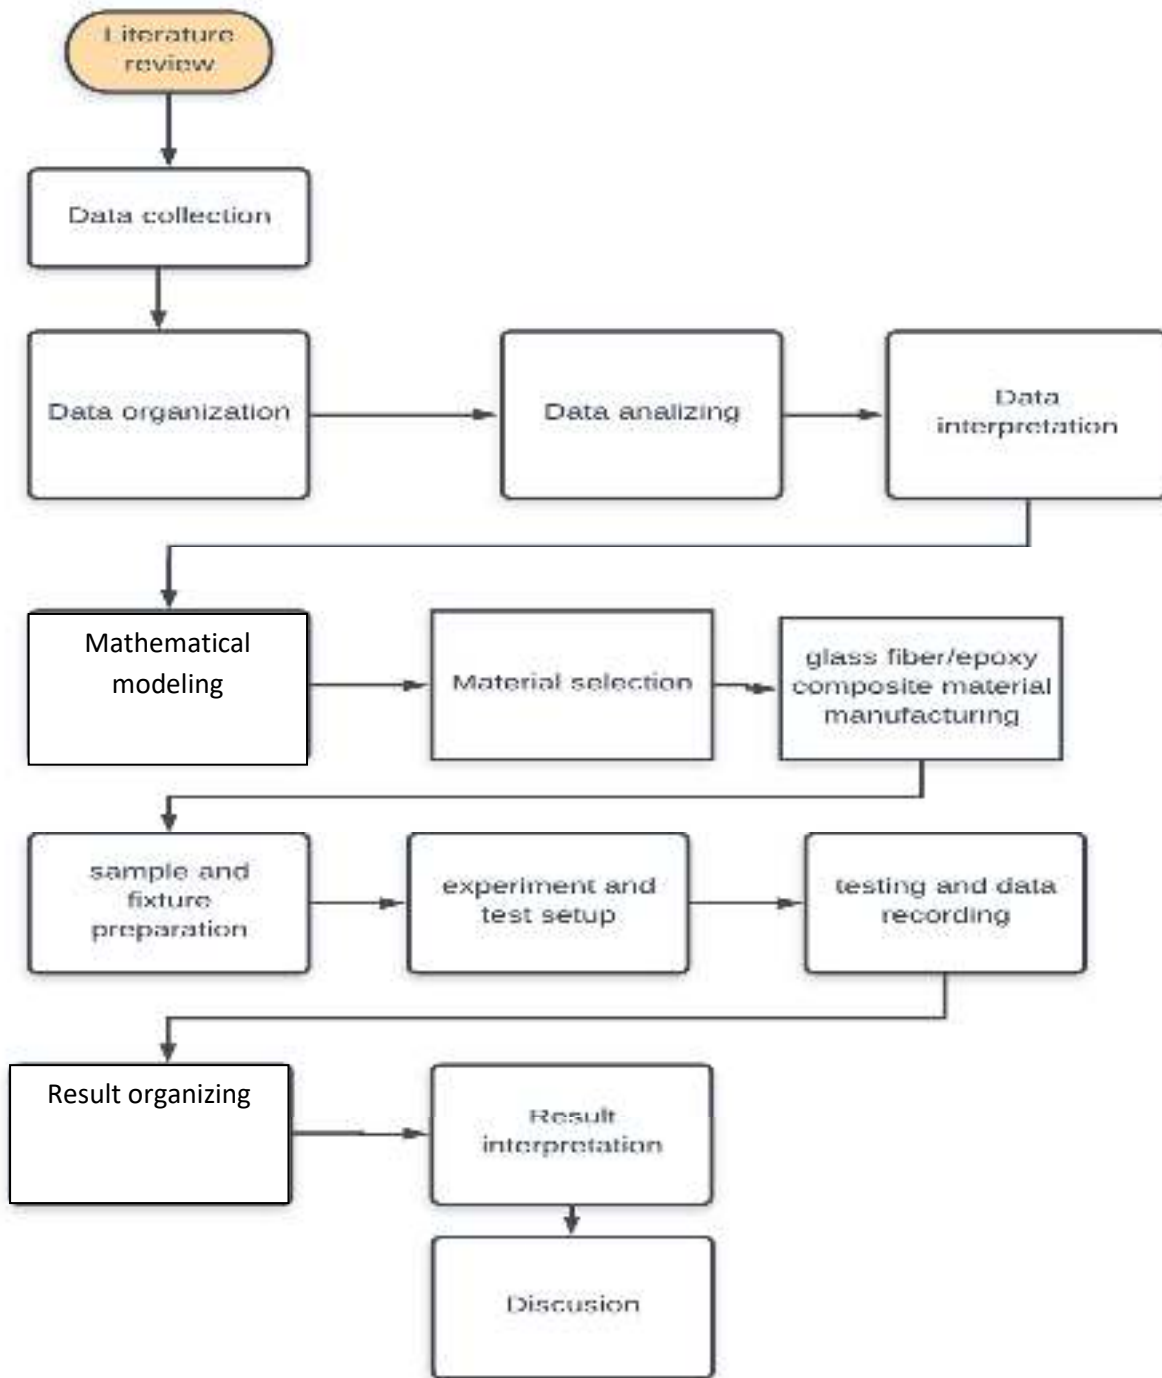 Literature
review
Data collection
Data organization
Data analizing
Data
interpretation
Mathematical
modeling
Material selection
glass fiber/epoxy
composite material
manufacturing
sample and
fixture
preparation
experiment and
test setup
testing and data
recording
Result organizing
Result
interpretation
Discusion